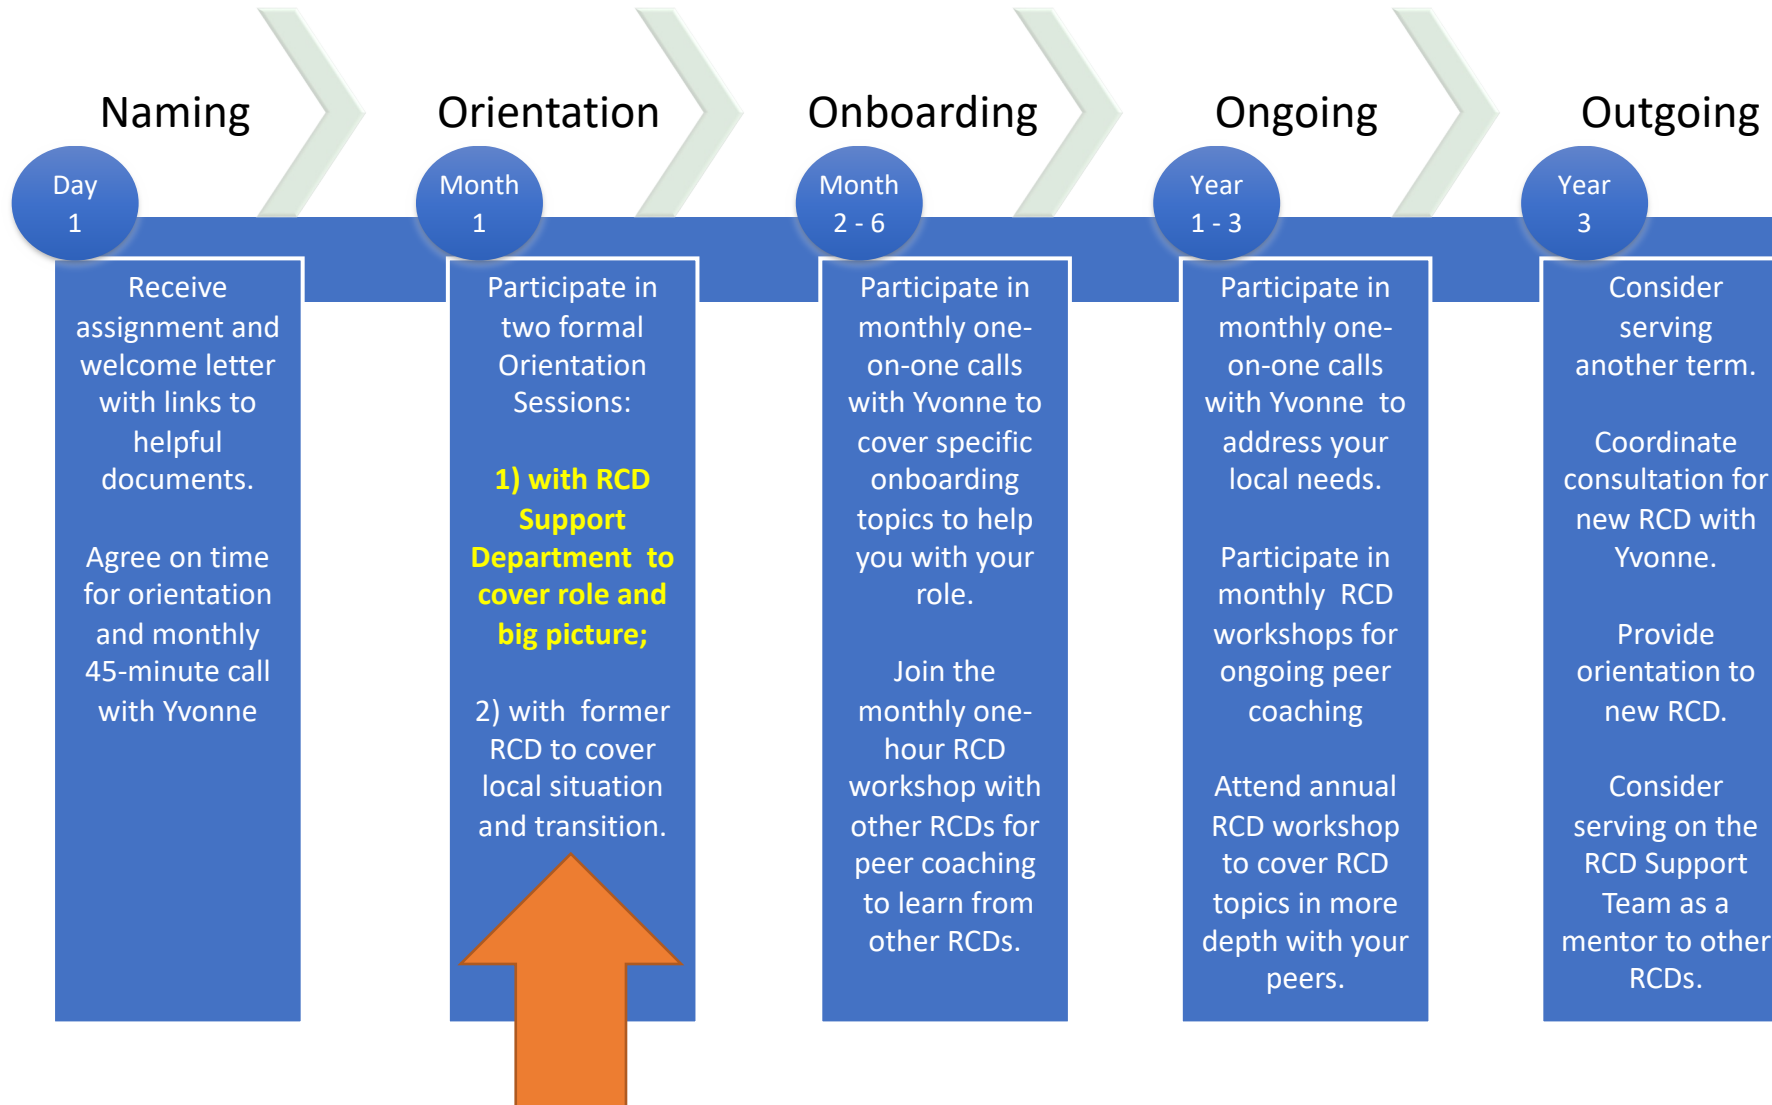 Naming
Day
1
Receive
assignment and
welcome letter
with links to
helpful
documents.
Agree on time
for orientation
and monthly
45-minute call
with Yvonne
Orientation
Month
1
Participate in
two formal
Orientation
Sessions:
1) with RCD
Support
Department  to
cover role and
big picture;
2) with  former
RCD to cover
local situation
and transition.
Onboarding
Month
2 - 6
Participate in
monthly one-
on-one calls
with Yvonne to
cover specific
onboarding
topics to help
you with your
role.
Join the
monthly one-
hour RCD
workshop with
other RCDs for
peer coaching
to learn from
other RCDs.
Ongoing
Year
1 - 3
Participate in
monthly one-
on-one calls
with Yvonne  to
address your
local needs.
Participate in
monthly  RCD
workshops for
ongoing peer
coaching
Attend annual
RCD workshop
to cover RCD
topics in more
depth with your
peers.
Outgoing
Year
3
Consider
serving
another term.
Coordinate
consultation for
new RCD with
Yvonne.
Provide
orientation to
new RCD.
Consider
serving on the
RCD Support
Team as a
mentor to other
RCDs.